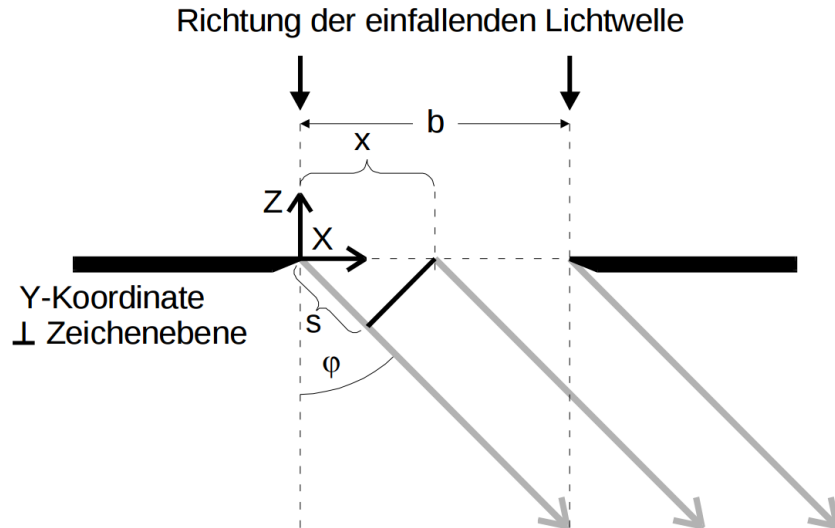 Richtung der einfallenden Lichtwelle
b
x
Z
X
Y-Koordinate
⊥ Zeichenebene
s
φ